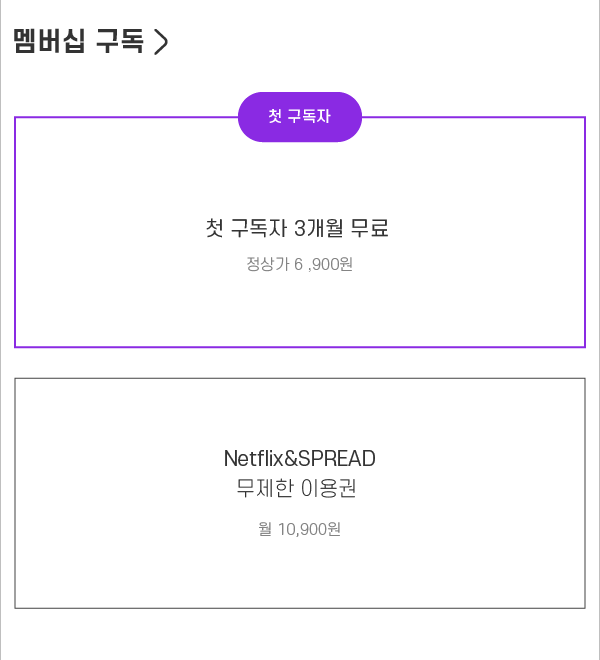 멤버십 구독
첫 구독자
첫 구독자 3개월 무료
정상가 6 ,900원
Netflix&SPREAD
무제한 이용권
월 10,900원